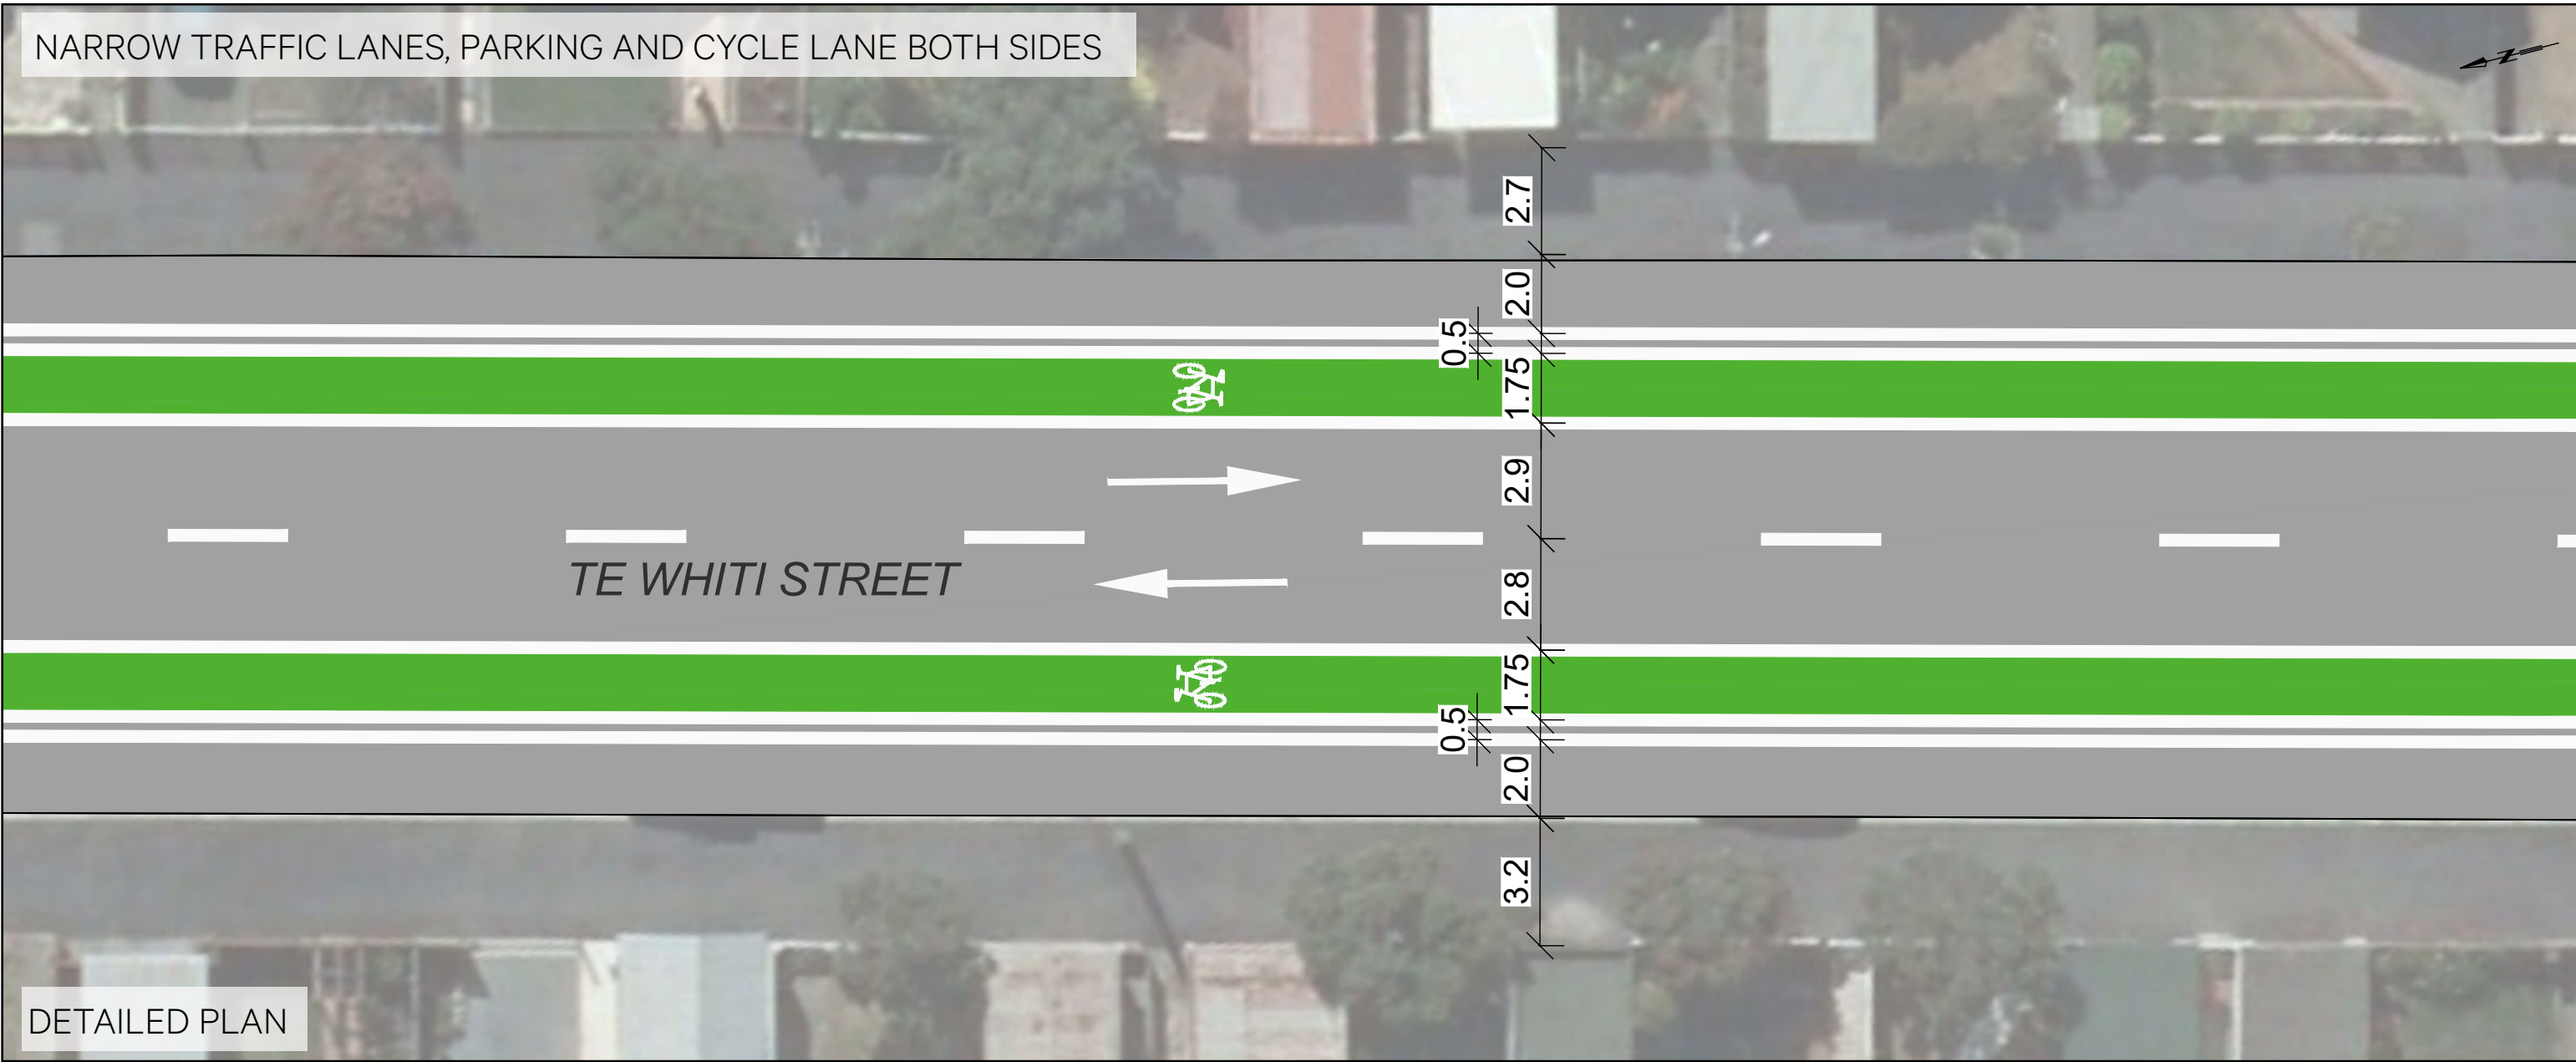 NARROW TRAFFIC LANES, PARKING AND CYCLE LANE BOTH SIDES
N
2.7
2.0
0.5
1.75
2.9
TE WHITI STREET
2.8
1.75
0.5
2.0
3.2
DETAILED PLAN